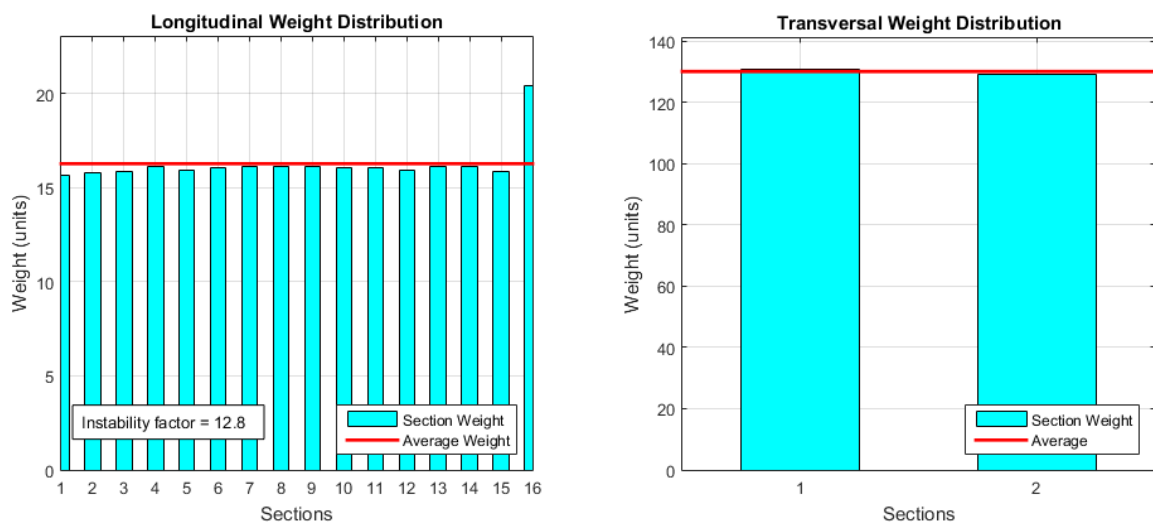 Longitudinal Weight Distribution
Weight (units)
20
15
10
5
0
Instability factor = 12.8
Section Weight
Average Weight
1 2 3 4 5 6 7 8 9 10 11 12 13 14 15 16
Sections
Transversal Weight Distribution
Weight (units)
140
120
100
80
60
40
20
0
Section Weight
Average
1 2
Sections